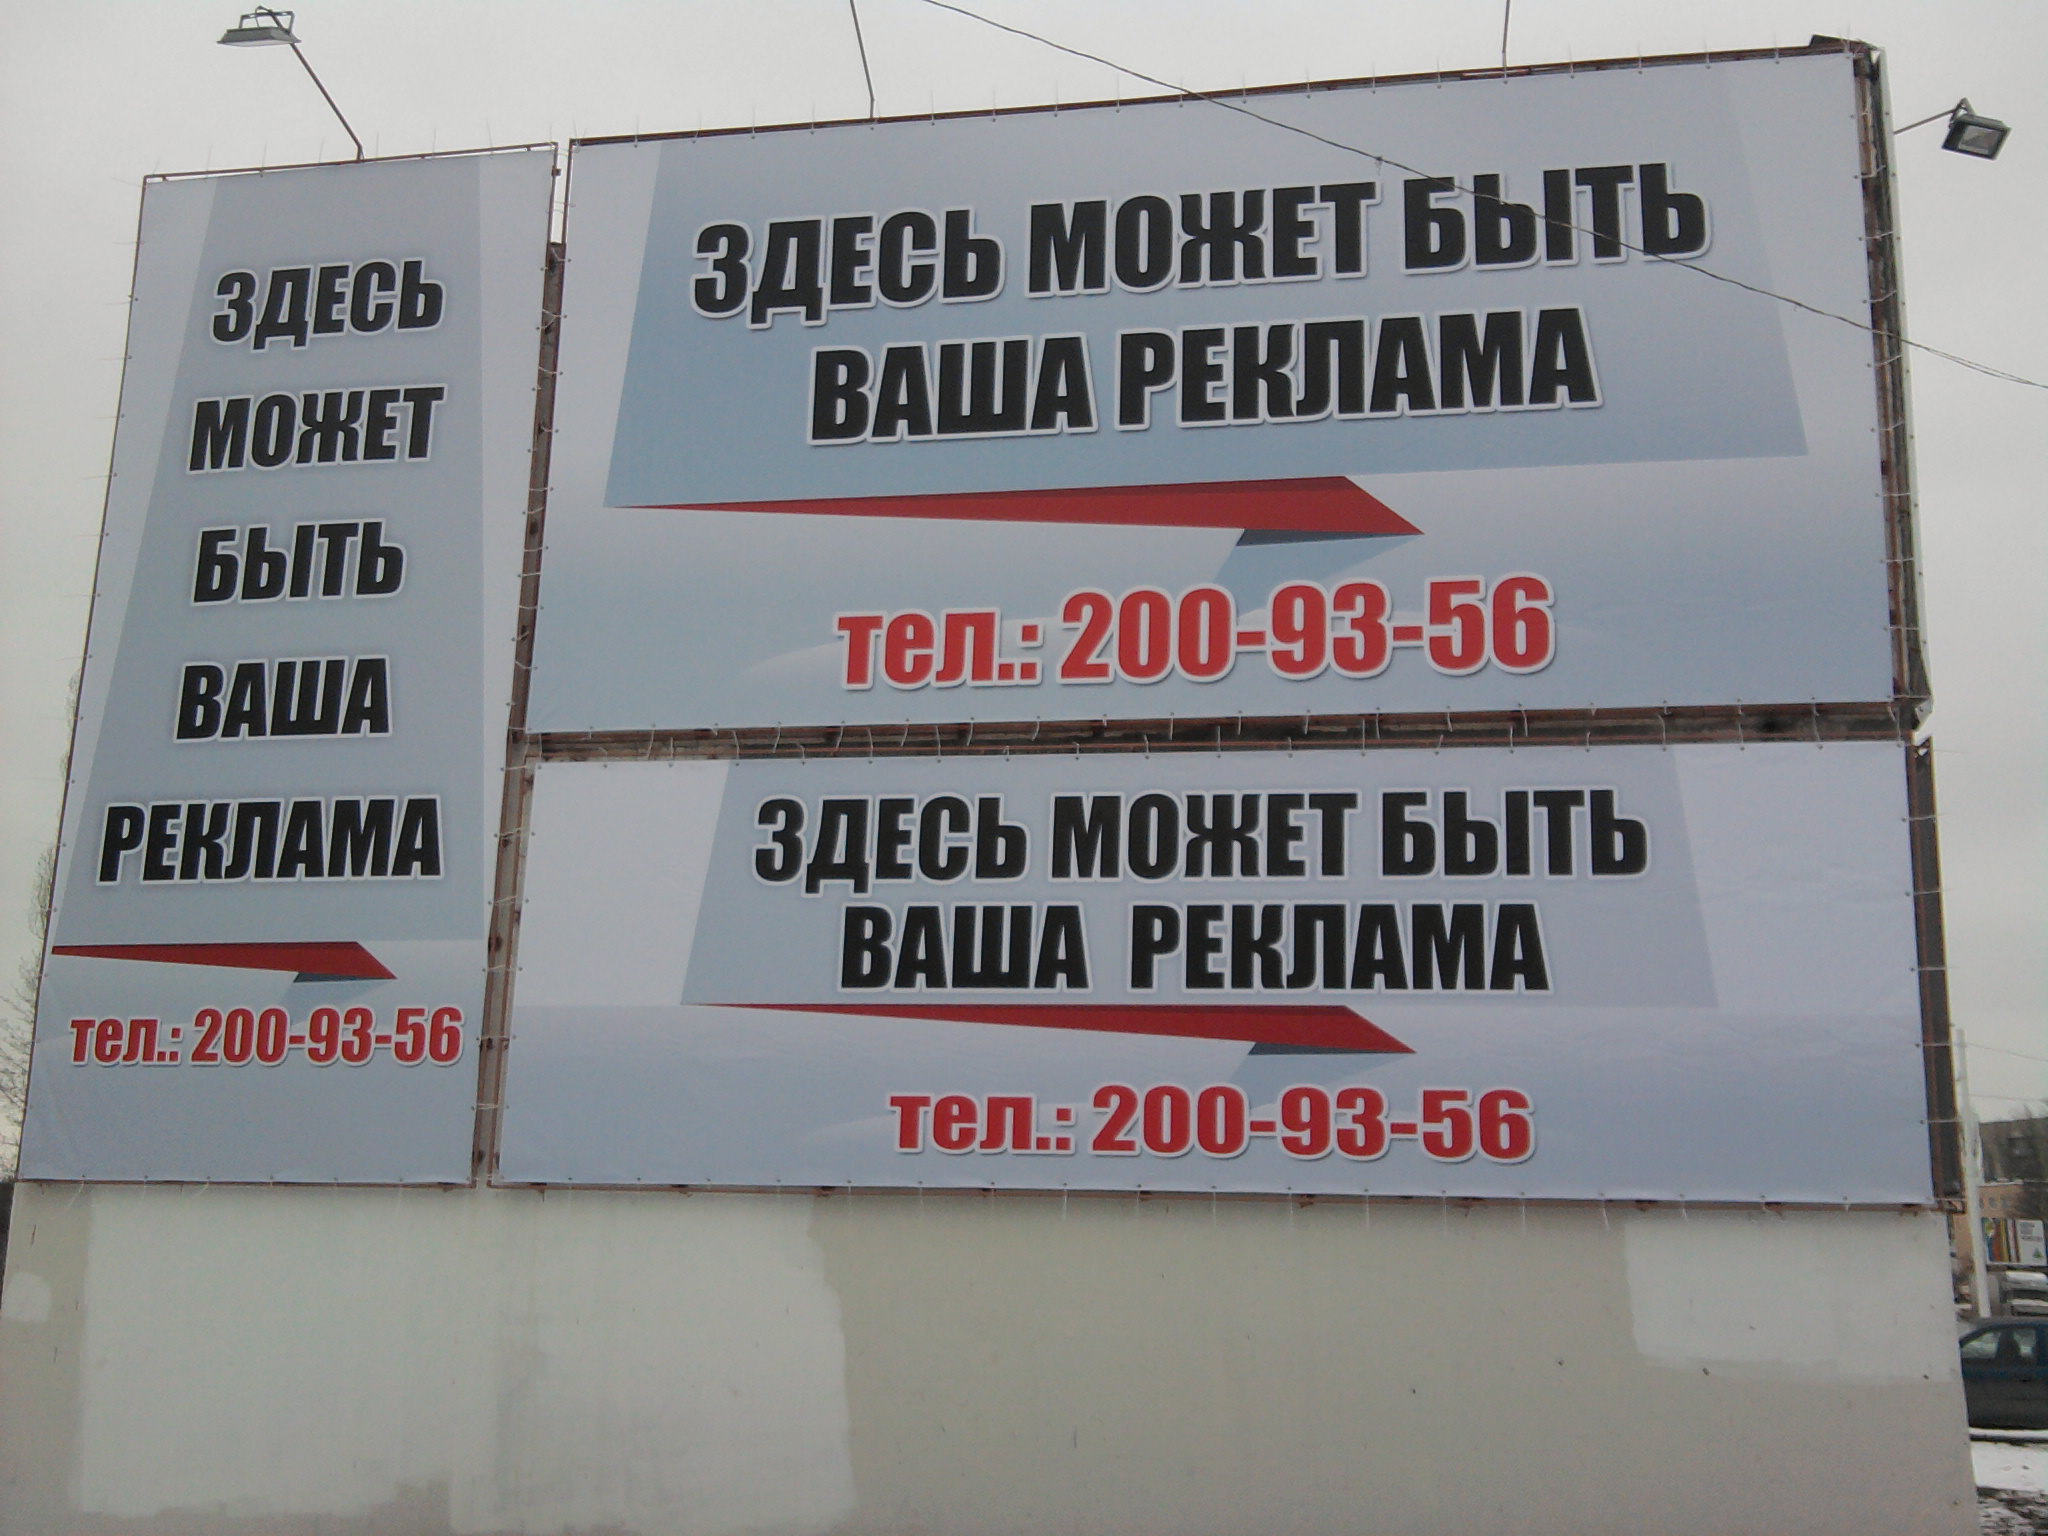 ЗДЕСЬ
МОЖЕТ
БЫТЬ
ВАША
РЕКЛАМА
тел.: 200-93-56
ЗДЕСЬ МОЖЕТ БЫТЬ
ВАША РЕКЛАМА
тел.: 200-93-56
ЗДЕСЬ МОЖЕТ БЫТЬ
ВАША РЕКЛАМА
тел.: 200-93-56